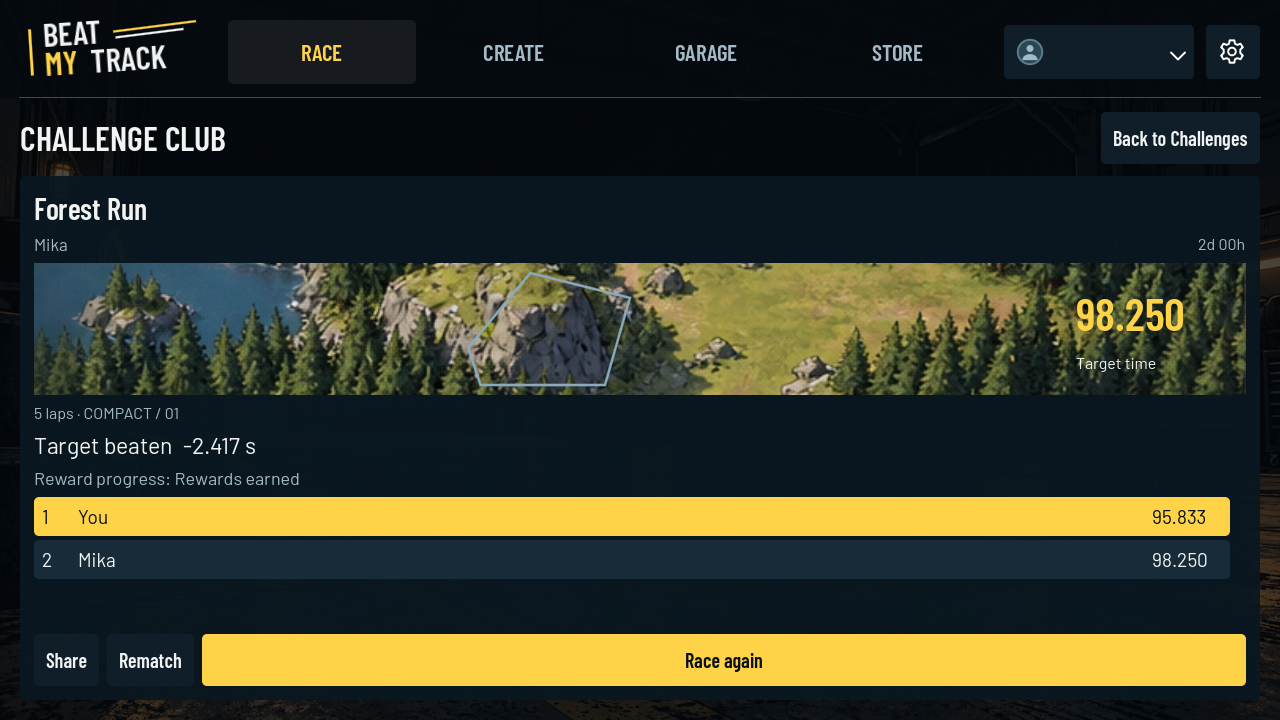 BEAT
MY TRACK
RACE
CREATE
GARAGE
STORE
CHALLENGE CLUB
Back to Challenges
Forest Run
Mika
2d 00h
98.250
Target time
5 laps · COMPACT / 01
Target beaten -2.417 s
Reward progress: Rewards earned
1 You 95.833
2 Mika 98.250
Share
Rematch
Race again